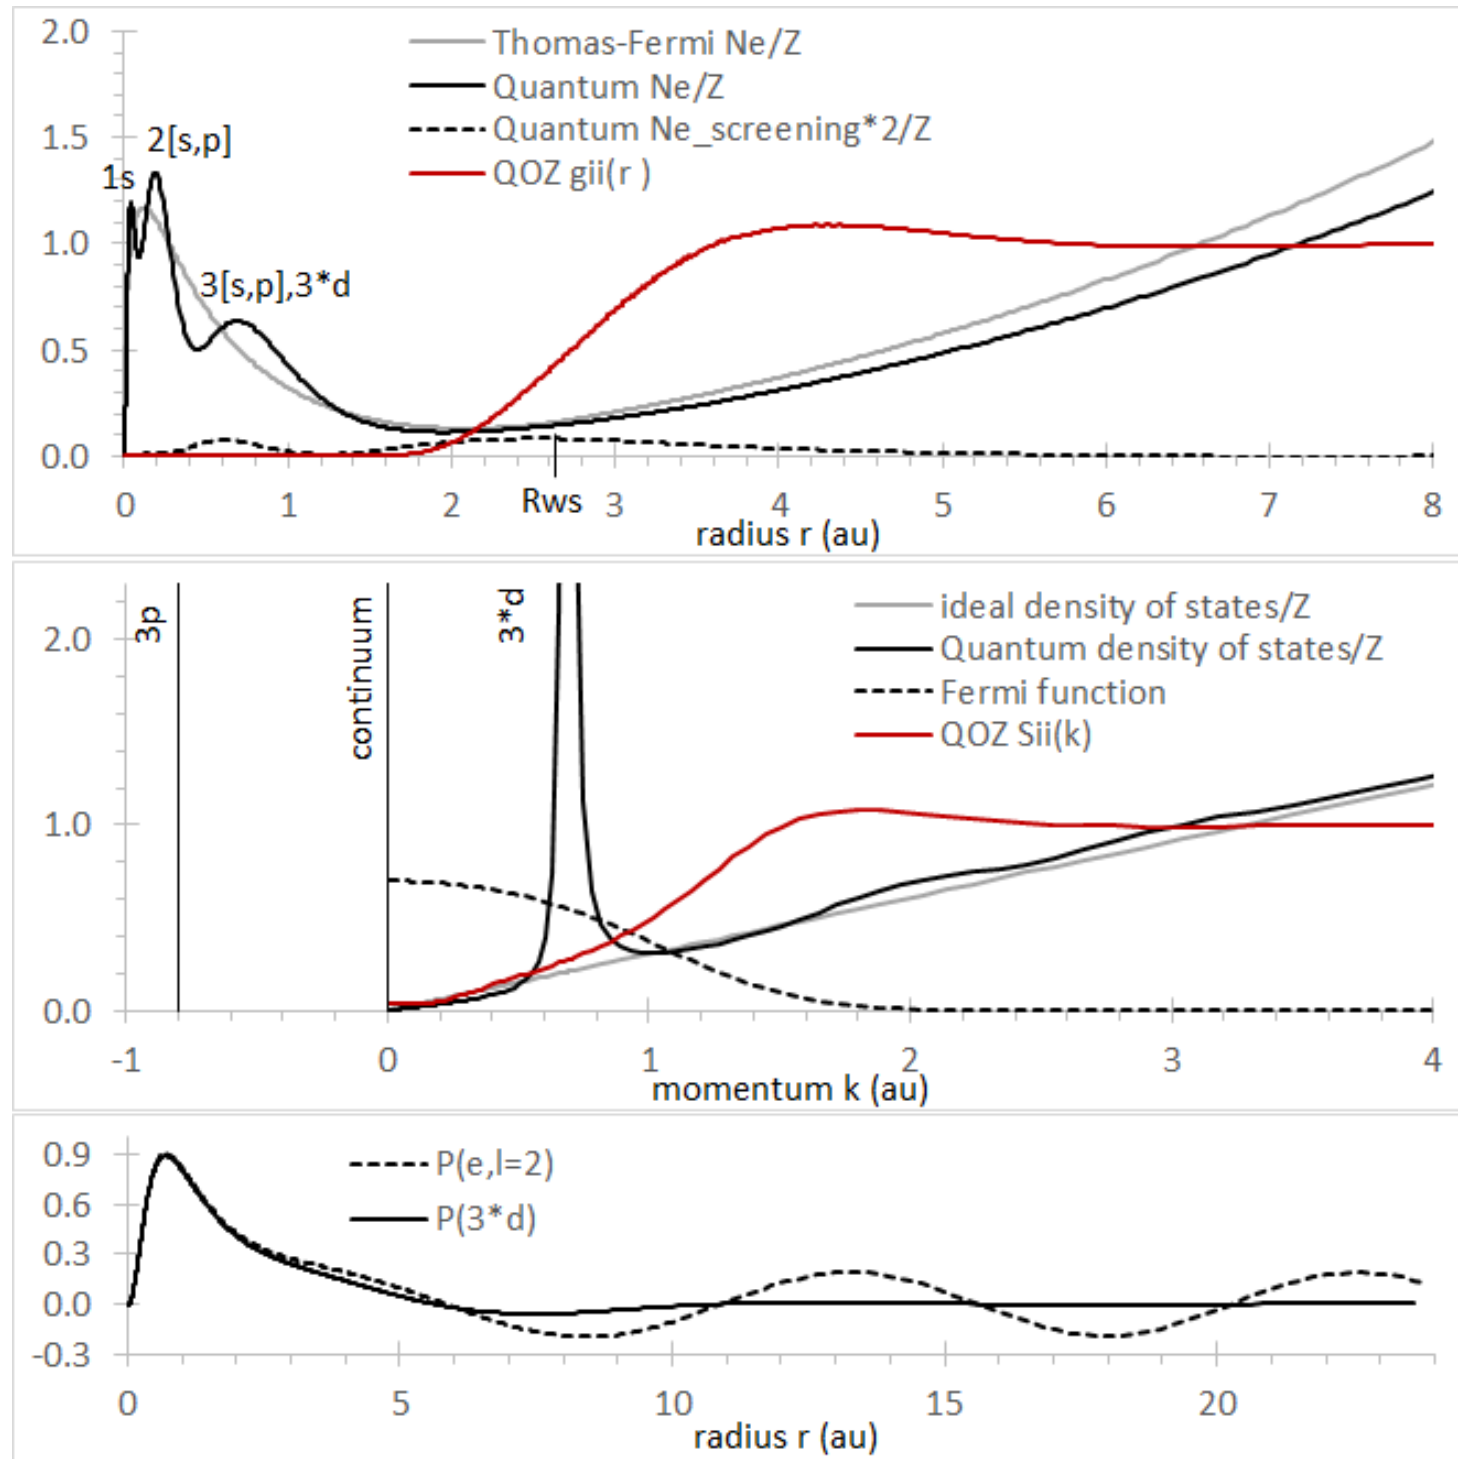 2.0
1.5
1.0
0.5
0.0
Thomas-Fermi Ne/Z
Quantum Ne/Z
Quantum Ne_screening*2/Z
QOZ gii(r )
2[s,p]
1s
3[s,p],3*d
0 1 2 Rws 3 4 5 6 7 8
radius r (au)
2.0
1.0
0.0
3p
continuum
3*d
ideal density of states/Z
Quantum density of states/Z
Fermi function
QOZ Sii(k)
-1 0 1 2 3 4
momentum k (au)
0.9
0.6
0.3
0.0
-0.3
P(e,l=2)
P(3*d)
0 5 10 15 20
radius r (au)